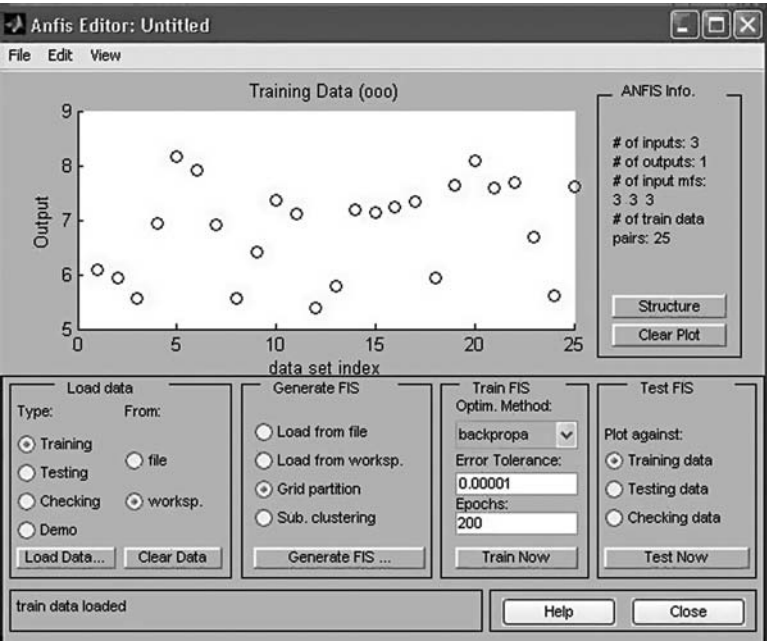 Anfis Editor: Untitled
File Edit View
Training Data (ooo)
9
8
7
6
5
Output
0 5 10 15 20 25
data set index
ANFIS Info.
# of inputs: 3
# of outputs: 1
# of input mfs:
3 3 3
# of train data
pairs: 25
Structure
Clear Plot
Load data
Type: From:
Training
Testing
Checking
Demo
file
worksp.
Load Data... Clear Data
Generate FIS
Load from file
Load from worksp.
Grid partition
Sub. clustering
Generate FIS ...
Train FIS
Optim. Method:
backpropa
Error Tolerance:
0.00001
Epochs:
200
Train Now
Test FIS
Plot against:
Training data
Testing data
Checking data
Test Now
train data loaded
Help Close